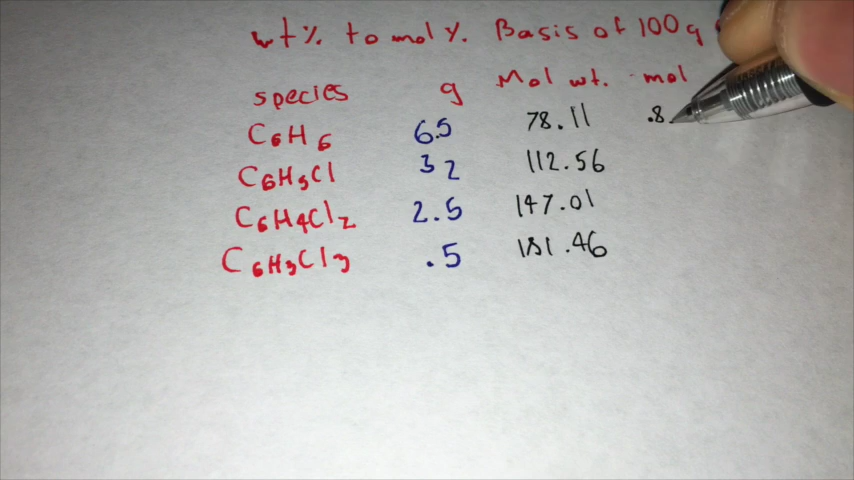 wt% to mol%. Basis of 100g
species g Mol wt. mol
C6H6 65 78.11 .8
C6H5Cl 32 112.56
C6H4Cl2 2.5 147.01
C6H3Cl3 .5 181.46